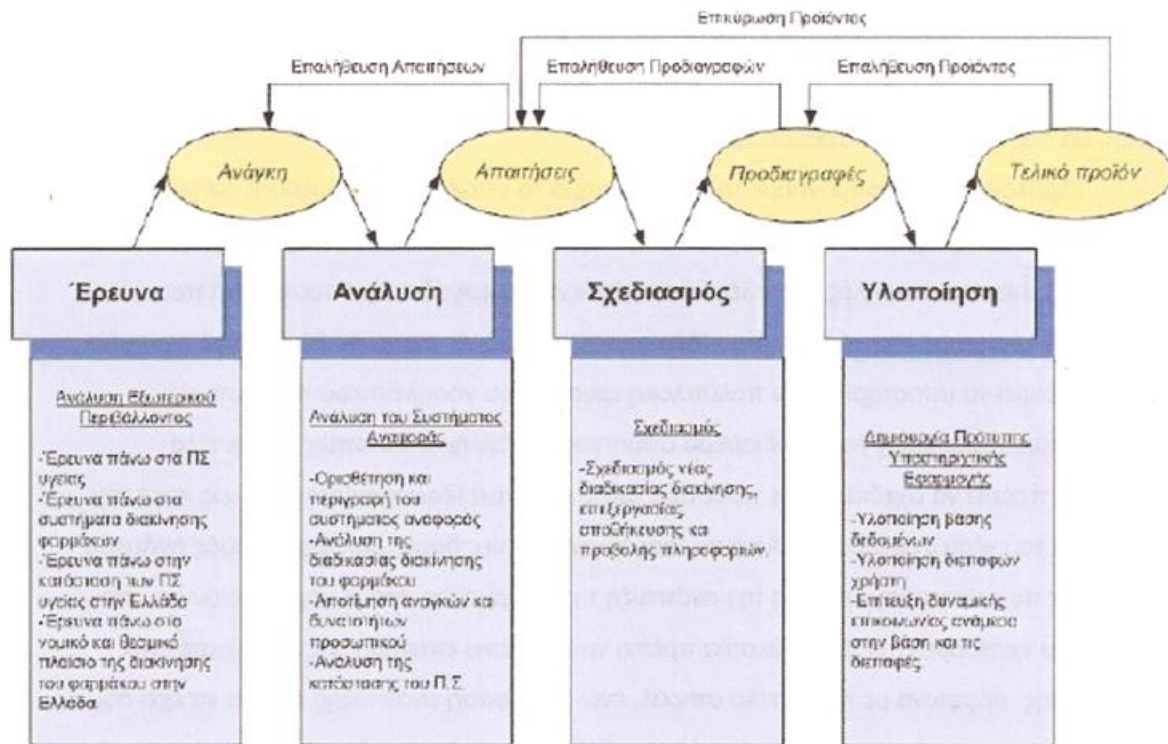 Επικύρωση Προϊόντος
Επαλήθευση Απαιτήσεων
Επαλήθευση Προδιαγραφών
Επαλήθευση Προϊόντος
Ανάγκη
Απαιτήσεις
Προδιαγραφές
Τελικό προϊόν
Έρευνα
Ανάλυση
Σχεδιασμός
Υλοποίηση
Ανάλυση Εξωτερικού
Περιβάλλοντος
-Έρευνα πάνω στα ΠΣ
υγείας
-Έρευνα πάνω στα
συστήματα διακίνησης
φαρμάκων
-Έρευνα πάνω στην
κατάσταση των ΠΣ
υγείας στην Ελλάδα
-Έρευνα πάνω στο
νομικό και θεσμικό
πλαίσιο της διακίνησης
του φαρμάκου στην
Ελλάδα.
Ανάλυση του Συστήματος
Αναφοράς
-Οριοθέτηση και
περιγραφή του
συστήματος αναφοράς
-Ανάλυση της
διαδικασίας διακίνησης
του φαρμάκου
-Αποτίμηση αναγκών και
δυνατοτήτων
προσωπικού
-Ανάλυση της
κατάστασης του Π.Σ.
Σχεδιασμός
-Σχεδιασμός νέας
διαδικασίας διακίνησης,
επεξεργασίας
αποθήκευσης και
προβολής πληροφοριών.
Δημιουργία Πρότυπης
Υποστηρητικής
Εφαρμογής
-Υλοποίηση βάσης
δεδομένων
-Υλοποίηση διεπαφών
χρήστη
-Επίτευξη δυναμικής
επικοινωνίας ανάμεσα
στην βάση και τις
διεπαφές.